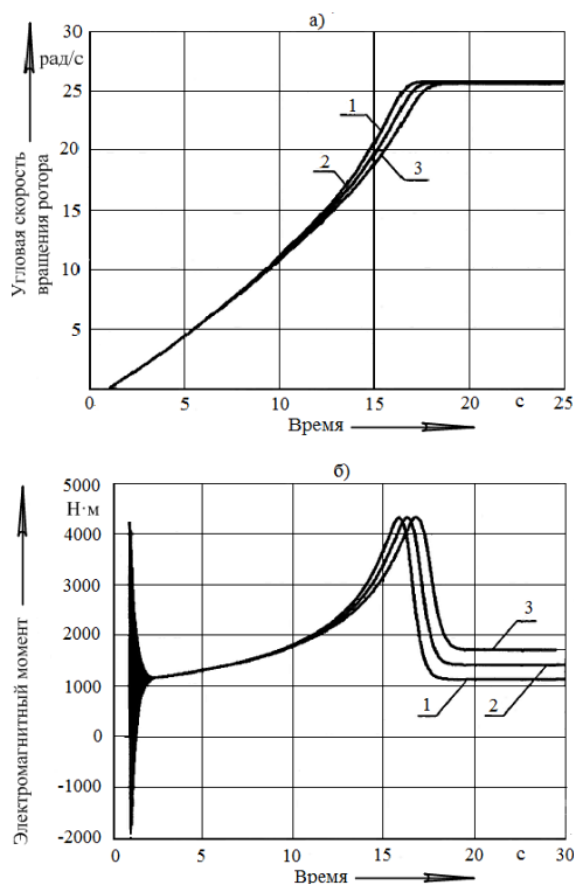 а)
30
рад/с
25
20
15
10
5
1
2
3
Угловая скорость
вращения ротора
0 5 10 15 20 с 25
Время
б)
5000
Н·м
4000
3000
2000
1000
0
-1000
-2000
3
1
2
Электромагнитный момент
0 5 10 15 20 25 с 30
Время